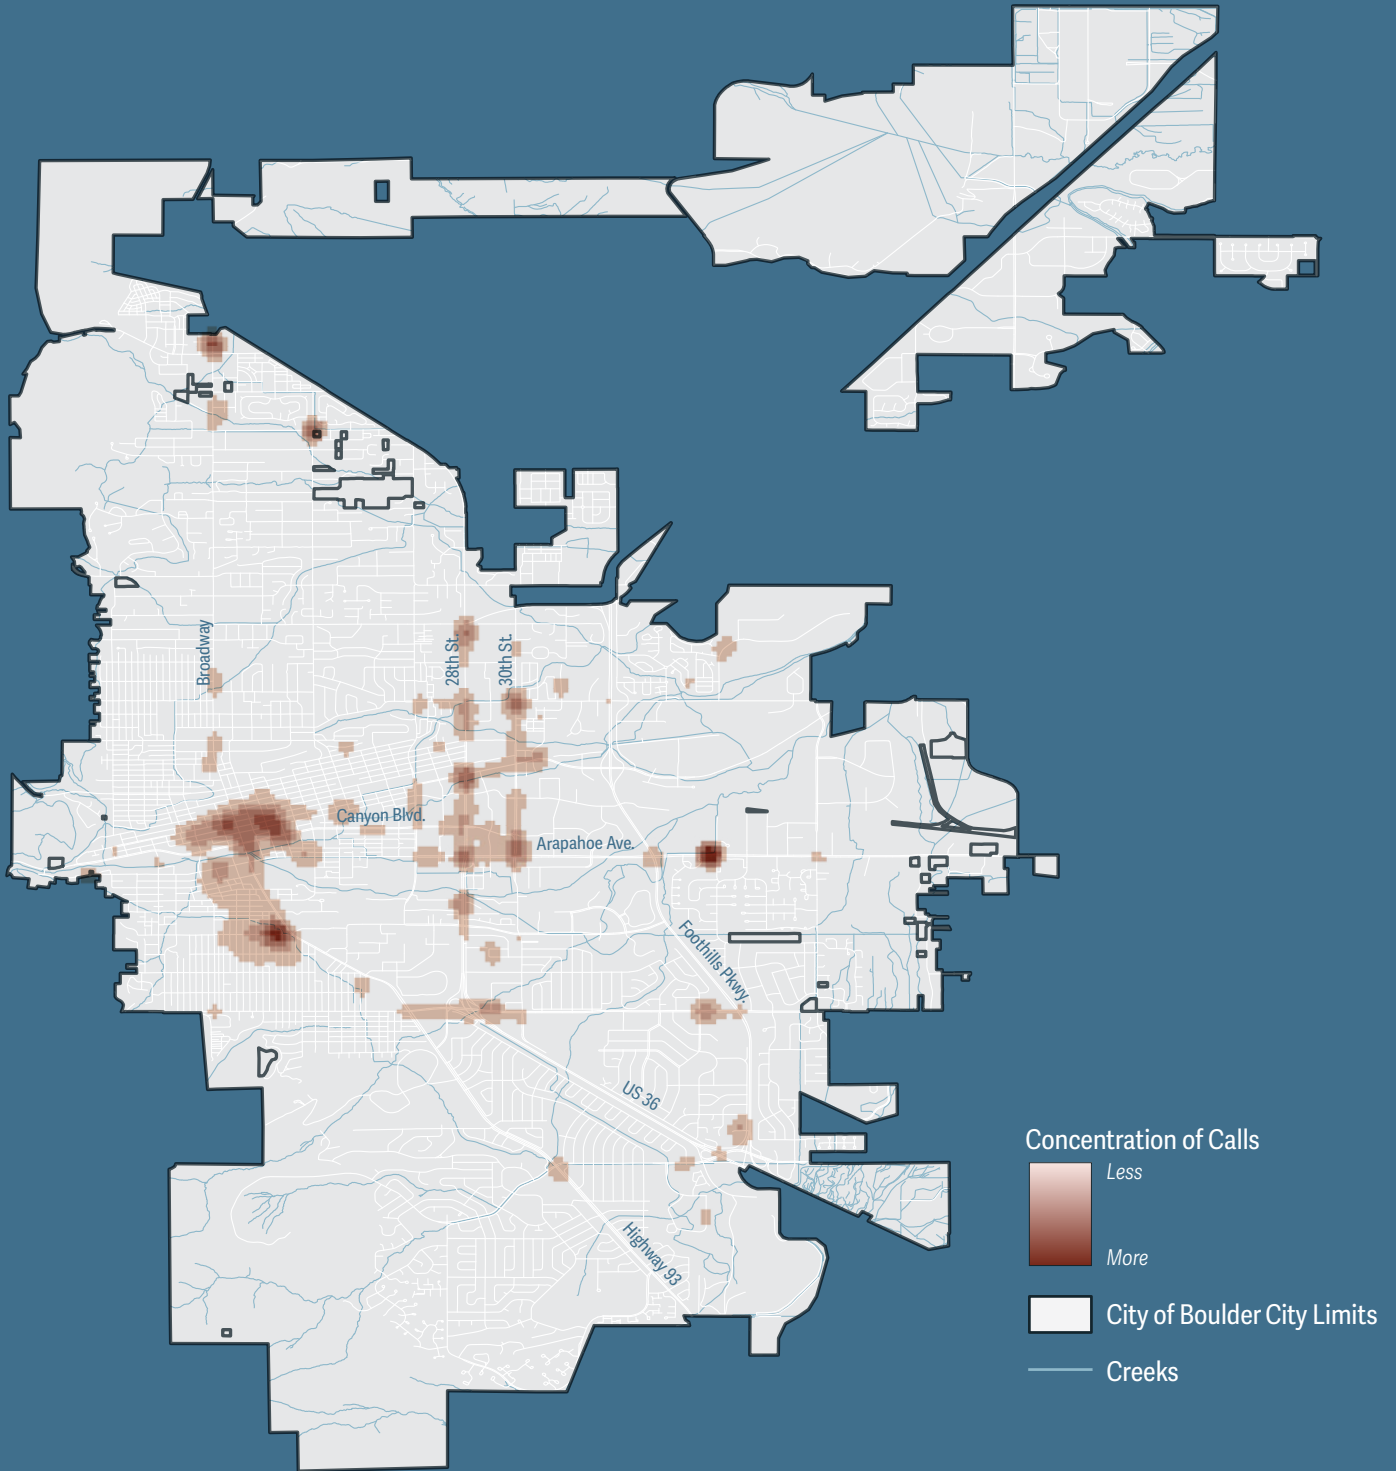 Broadway
28th St.
30th St.
Canyon Blvd.
Arapahoe Ave.
Foothills Pkwy.
US 36
Highway 93
Concentration of Calls
Less
More
City of Boulder City Limits
Creeks